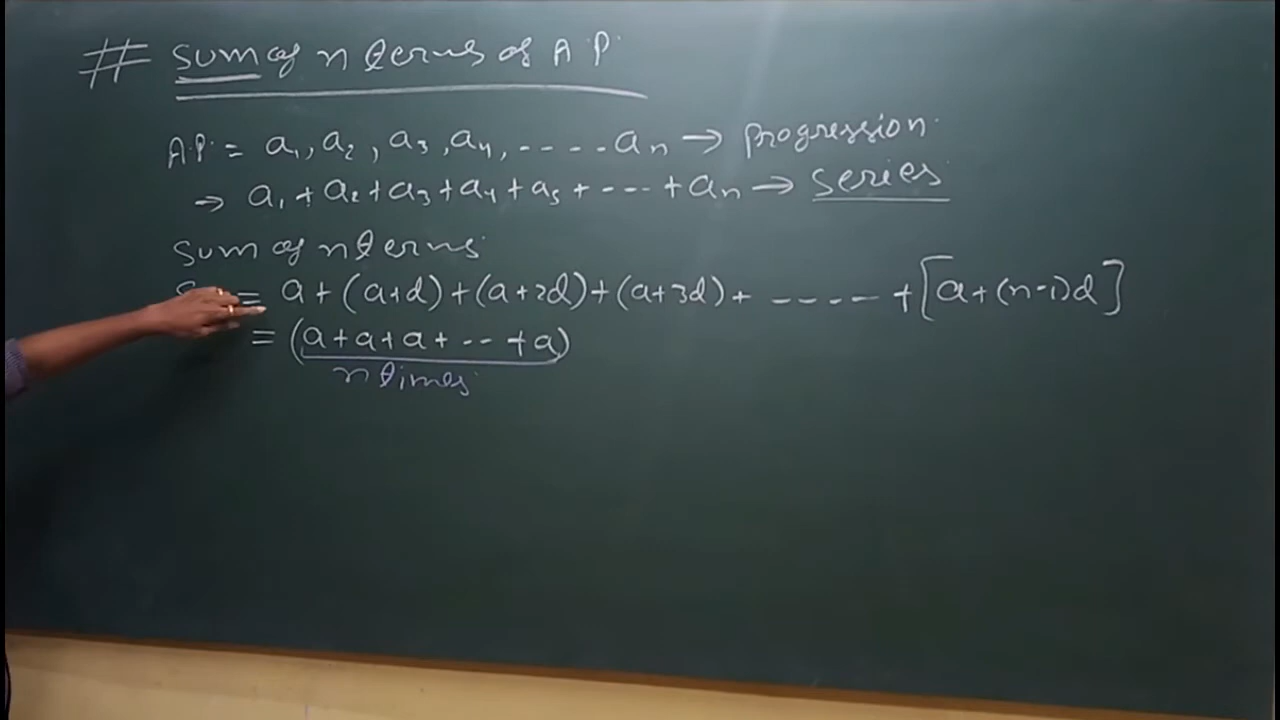 # Sum of n terms of A.P.
A.P. = a₁, a₂, a₃, a₄, ----- aₙ → Progression.
→ a₁ + a₂ + a₃ + a₄ + a₅ + --- + aₙ → Series
Sum of n terms.
= a + (a+d) + (a+2d) + (a+3d) + ----- + [a+(n-1)d]
= (a+a+a+ -- +a)
n times.